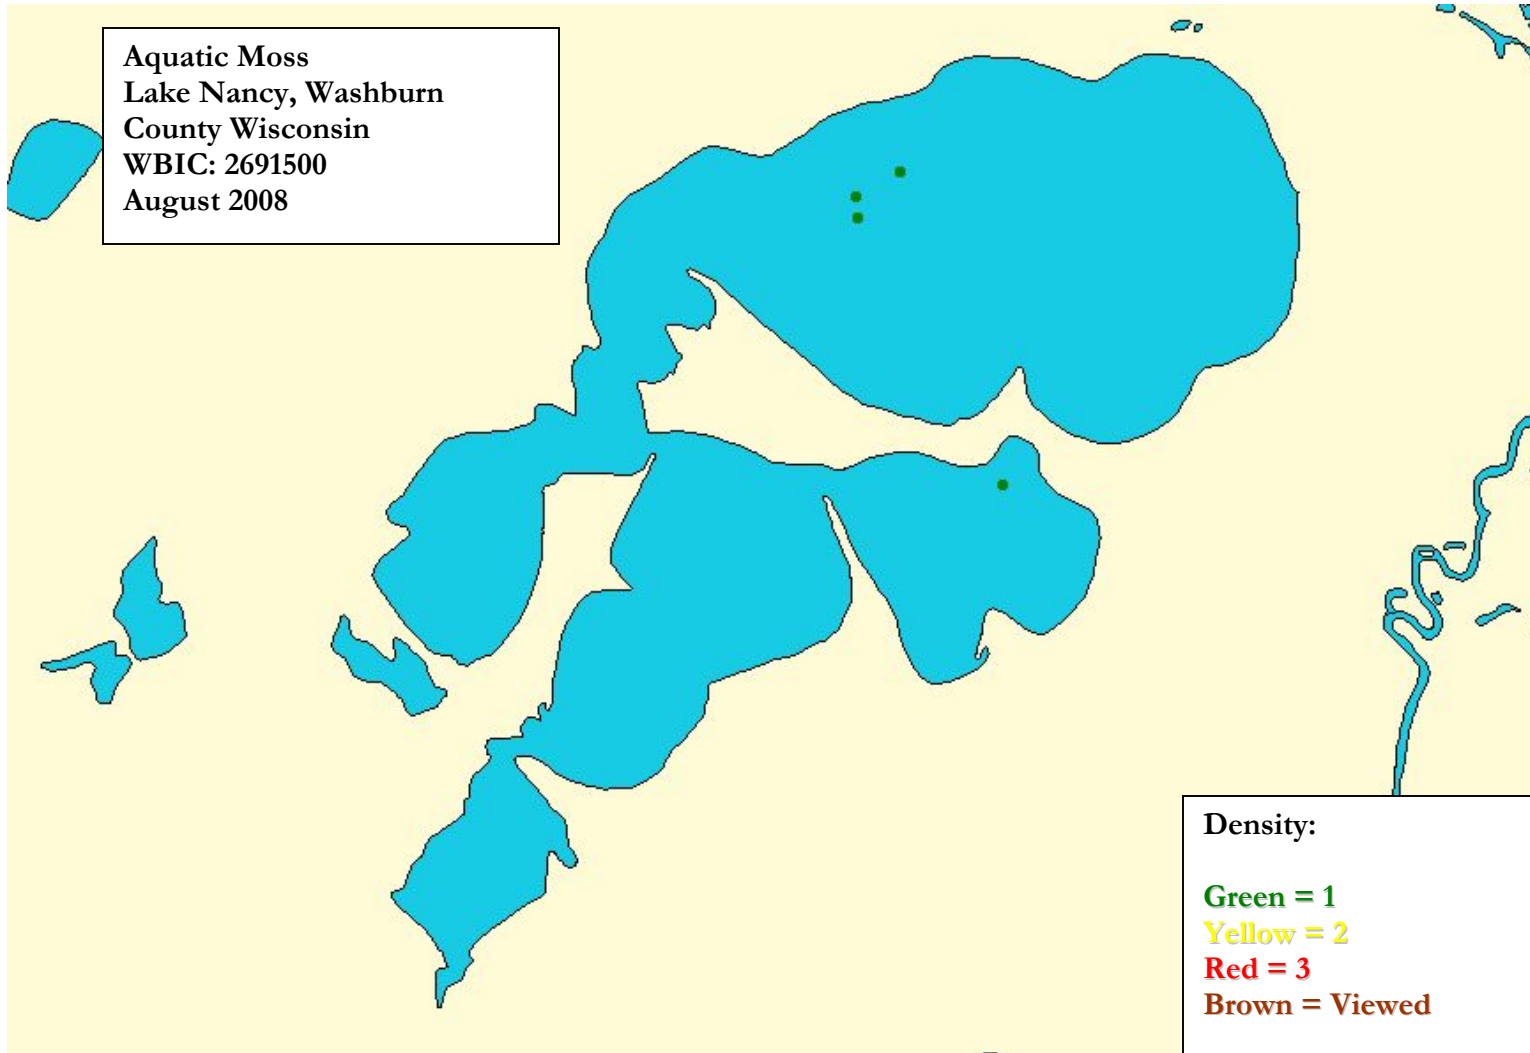 Aquatic Moss
Lake Nancy, Washburn
County Wisconsin
WBIC: 2691500
August 2008
Density:
Green = 1
Yellow = 2
Red = 3
Brown = Viewed